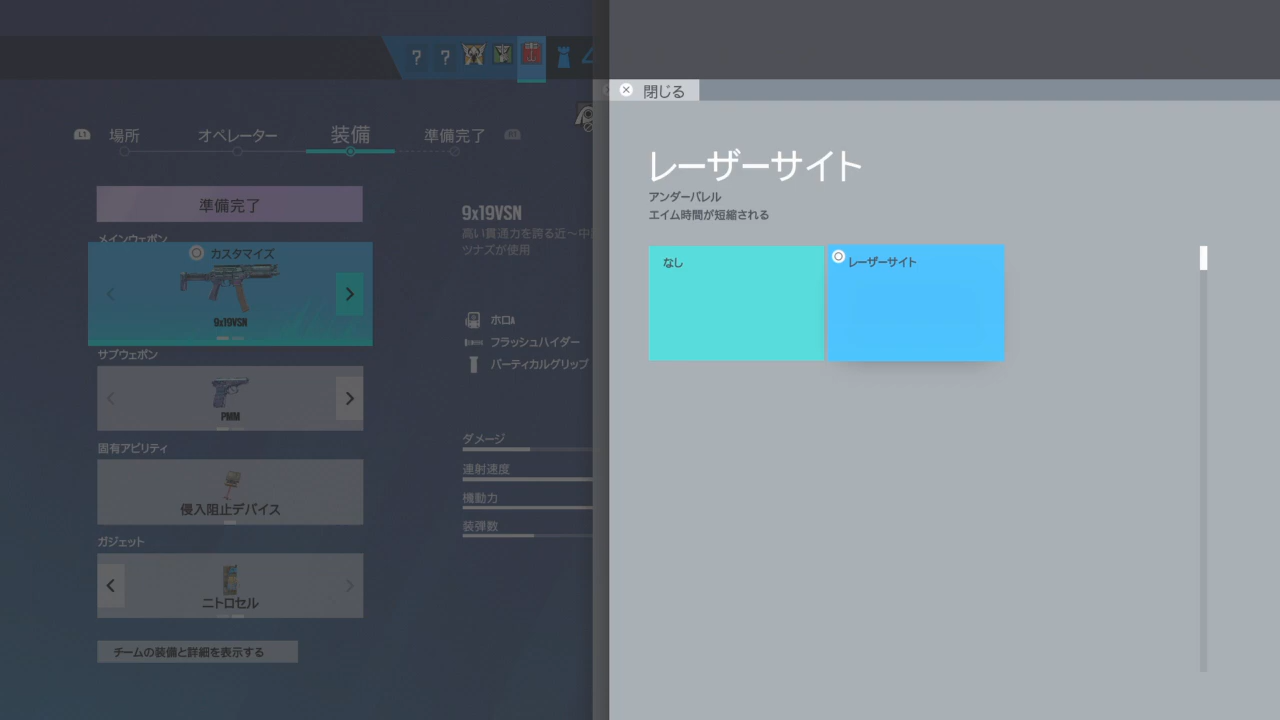 ? ?
閉じる
L1 場所 オペレーター 装備 準備完了 R1
レーザーサイト
アンダーバレル
エイム時間が短縮される
準備完了
メインウェポン
カスタマイズ
9x19VSN
サブウェポン
PMM
固有アビリティ
侵入阻止デバイス
ガジェット
ニトロセル
チームの装備と詳細を表示する
9x19VSN
高い貫通力を誇る近～中
ツナズが使用
ホロA
フラッシュハイダー
バーティカルグリップ
ダメージ
連射速度
機動力
装弾数
なし
レーザーサイト